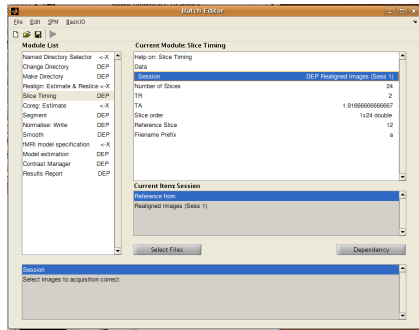 Batch Editor
File Edit SPM BasicIO
Module List
Named Directory Selector <-X
Change Directory DEP
Make Directory DEP
Realign: Estimate & Reslice <-X
Slice Timing DEP
Coreg: Estimate <-X
Segment DEP
Normalise: Write DEP
Smooth DEP
fMRI model specification <-X
Model estimation DEP
Contrast Manager DEP
Results Report DEP
Current Module: Slice Timing
Help on: Slice Timing
Data
Session DEP Realigned Images (Sess 1)
Number of Slices 24
TR 2
TA 1.91666666666667
Slice order 1x24 double
Reference Slice 12
Filename Prefix a
Current Item: Session
Reference from
Realigned Images (Sess 1)
Select Files
Dependency
Session
Select images to acquisition correct.